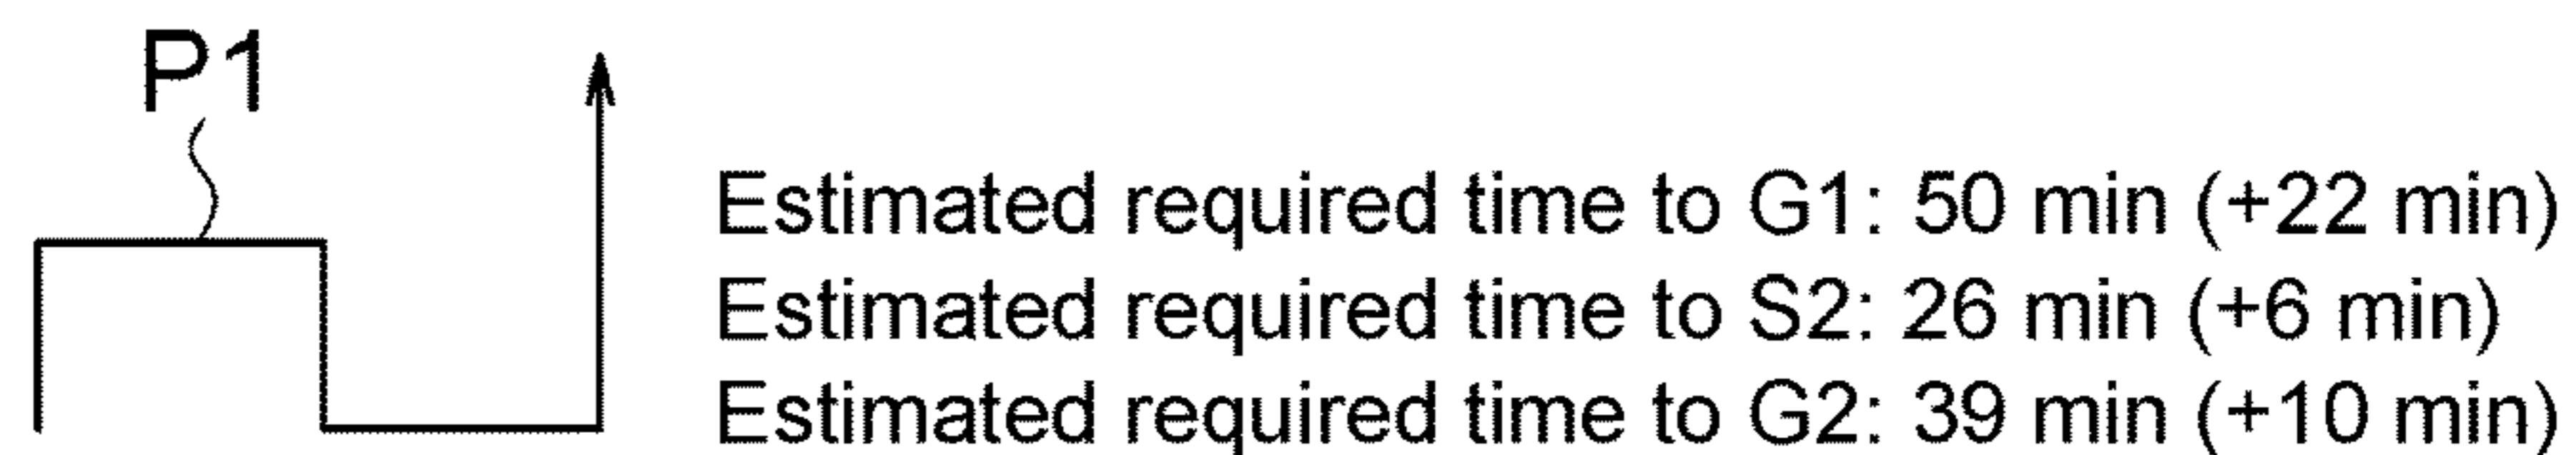 P1
Estimated required time to G1: 50 min (+22 min)
Estimated required time to S2: 26 min (+6 min)
Estimated required time to G2: 39 min (+10 min)